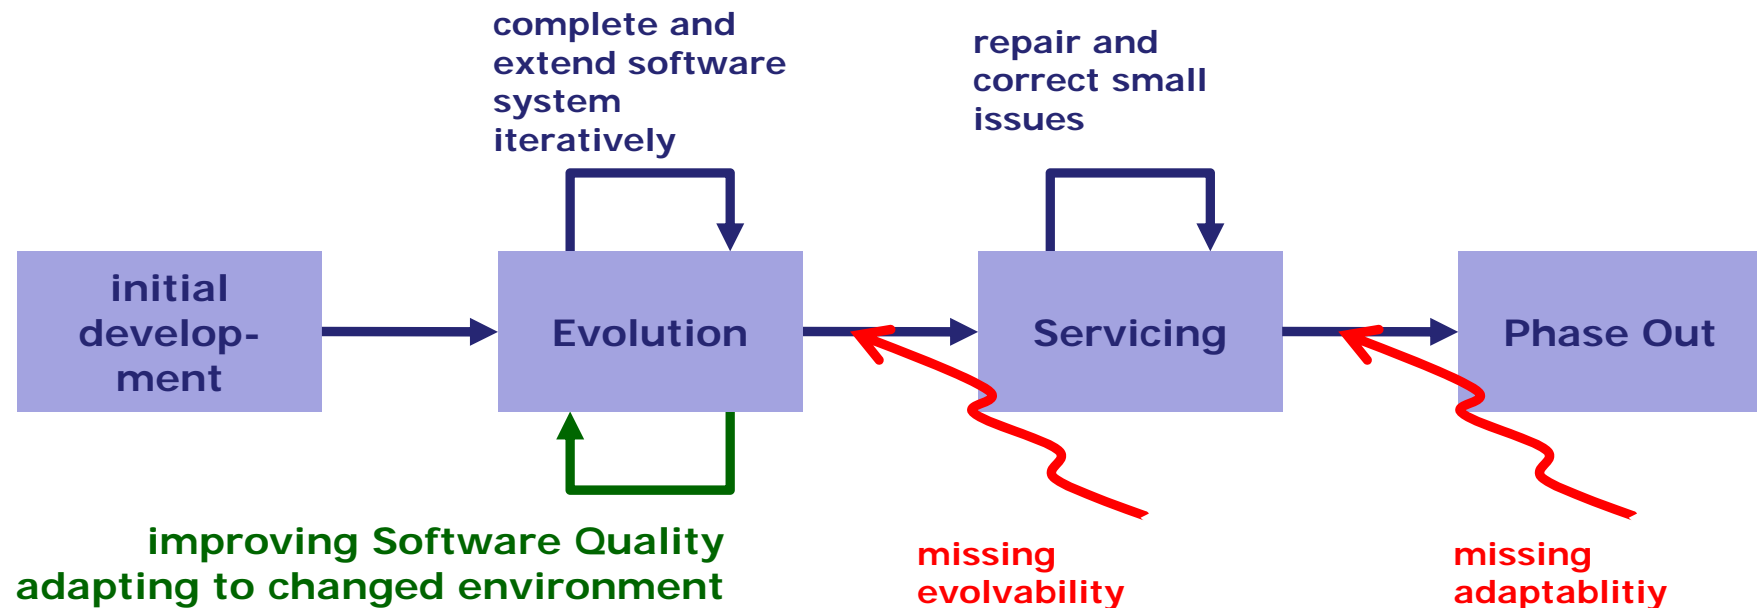 complete and
extend software
system
iteratively
repair and
correct small
issues
initial
develop-
ment
Evolution
Servicing
Phase Out
improving Software Quality
adapting to changed environment
missing
evolvability
missing
adaptablitiy